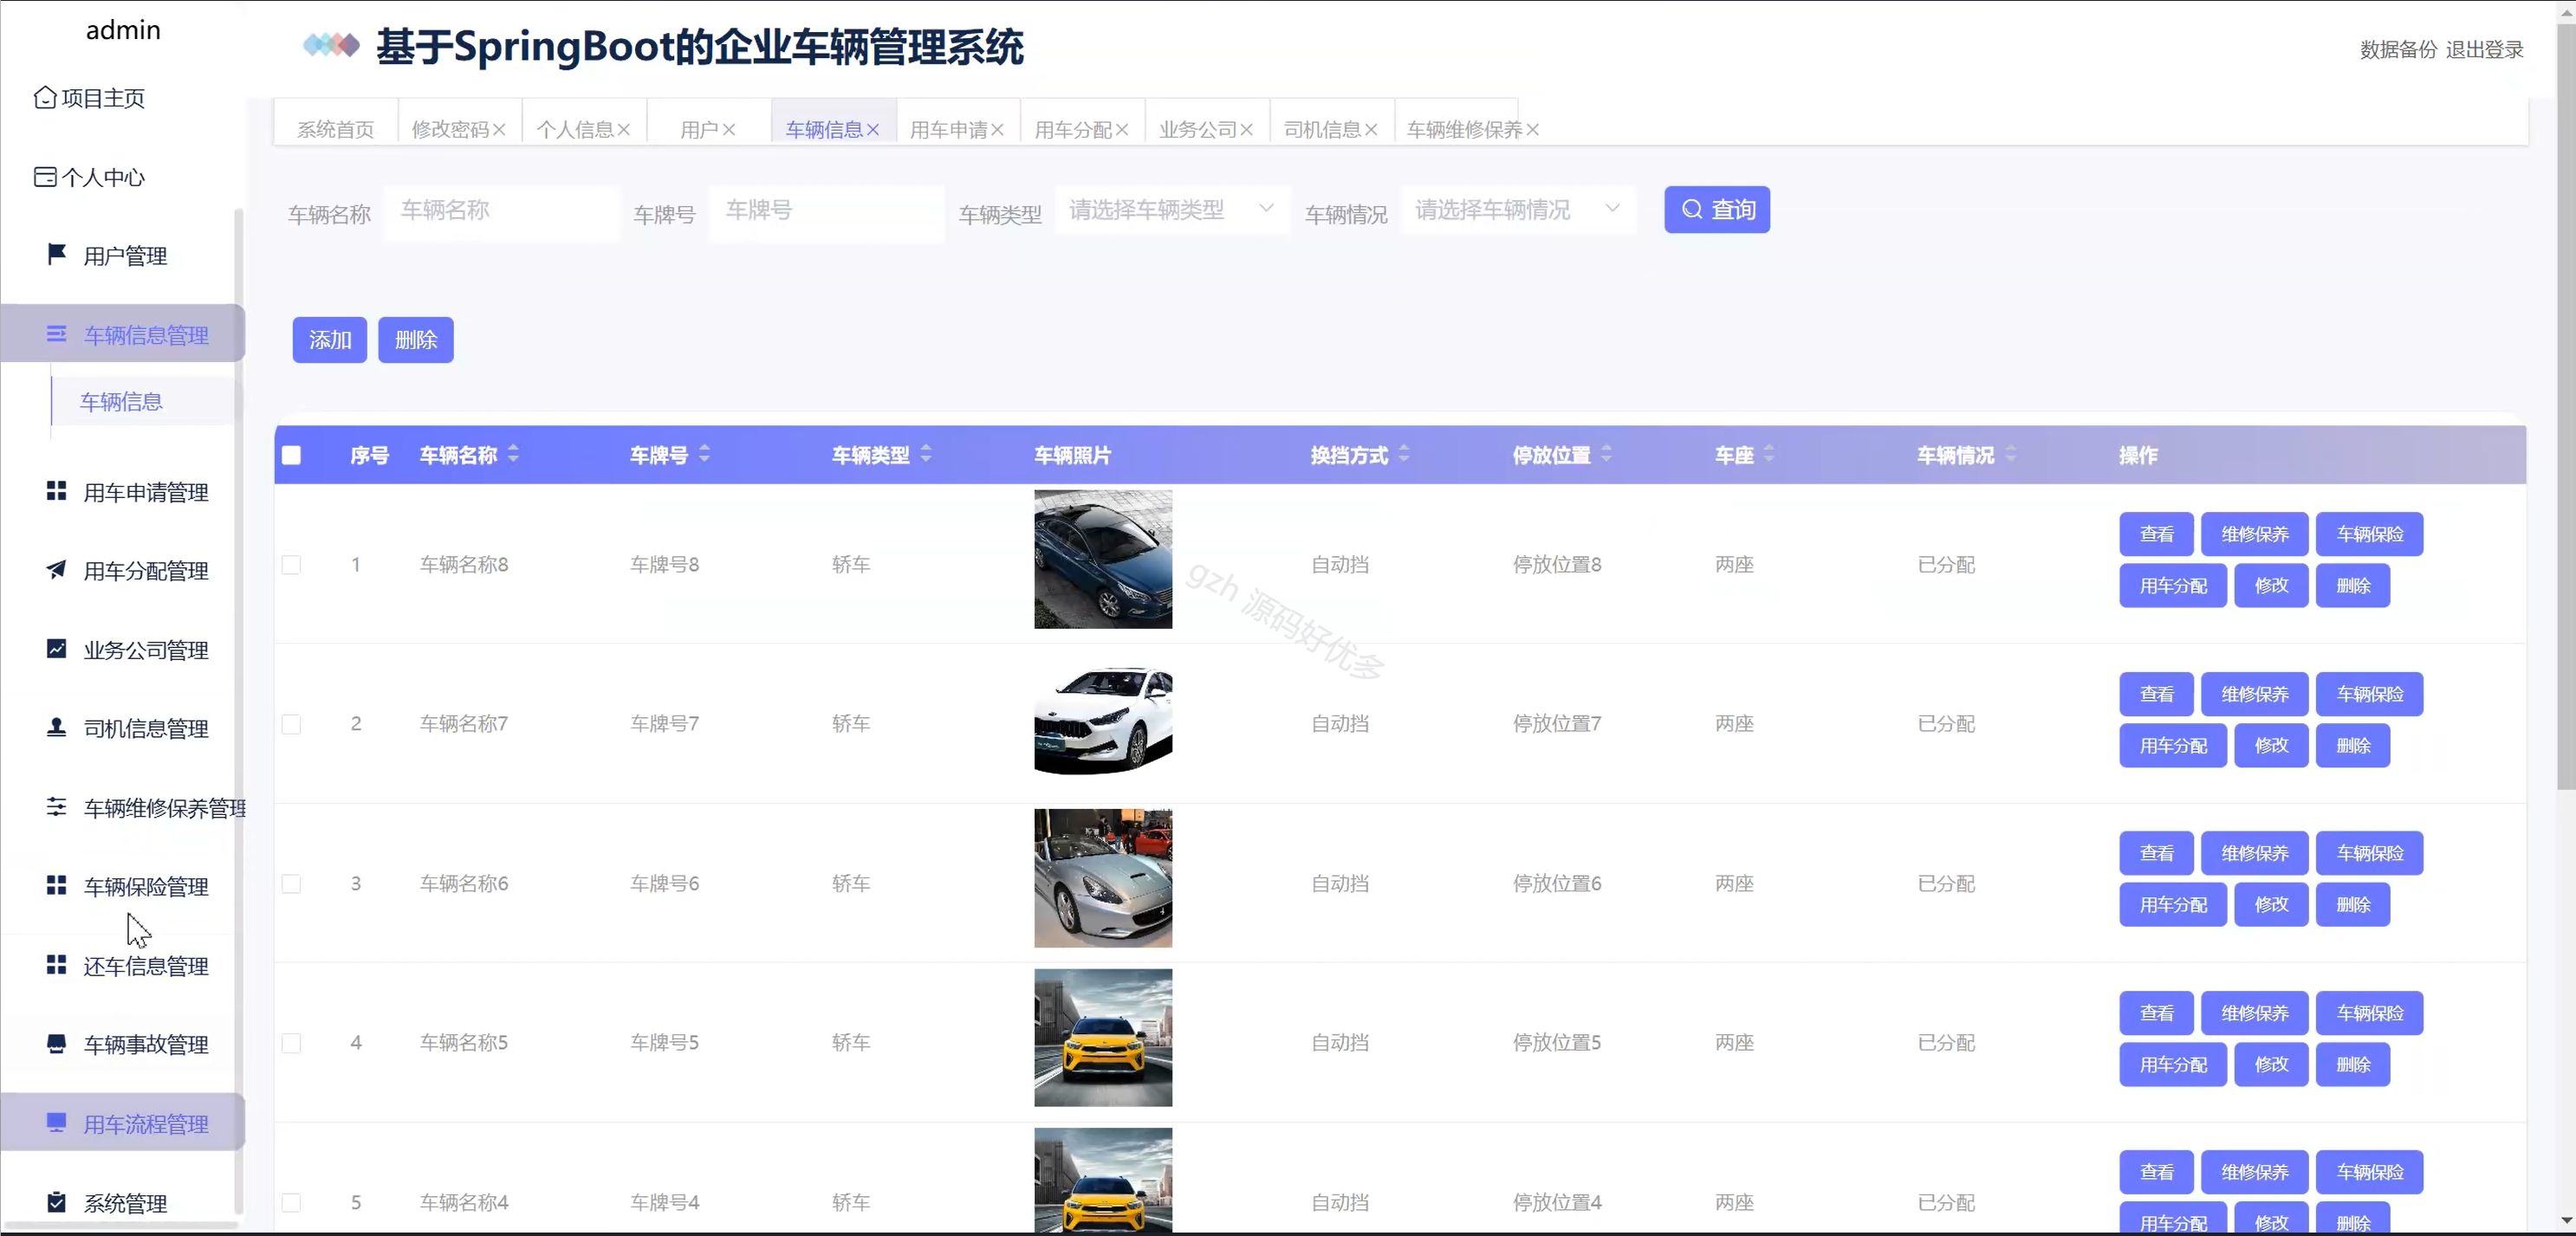 admin
基于SpringBoot的企业车辆管理系统
数据备份 退出登录
项目主页
个人中心
用户管理
车辆信息管理
车辆信息
用车申请管理
用车分配管理
业务公司管理
司机信息管理
车辆维修保养管理
车辆保险管理
还车信息管理
车辆事故管理
用车流程管理
系统管理
系统首页 修改密码 个人信息 用户 车辆信息 用车申请 用车分配 业务公司 司机信息 车辆维修保养
车辆名称 车辆名称 车牌号 车牌号 车辆类型 请选择车辆类型 车辆情况 请选择车辆情况 查询
添加 删除
序号 车辆名称 车牌号 车辆类型 车辆照片 换挡方式 停放位置 车座 车辆情况 操作
1 车辆名称8 车牌号8 轿车 自动挡 停放位置8 两座 已分配
查看 维修保养 车辆保险
用车分配 修改 删除
gzh 源码好优多
2 车辆名称7 车牌号7 轿车 自动挡 停放位置7 两座 已分配
查看 维修保养 车辆保险
用车分配 修改 删除
3 车辆名称6 车牌号6 轿车 自动挡 停放位置6 两座 已分配
查看 维修保养 车辆保险
用车分配 修改 删除
4 车辆名称5 车牌号5 轿车 自动挡 停放位置5 两座 已分配
查看 维修保养 车辆保险
用车分配 修改 删除
5 车辆名称4 车牌号4 轿车 自动挡 停放位置4 两座 已分配
查看 维修保养 车辆保险
用车分配 修改 删除